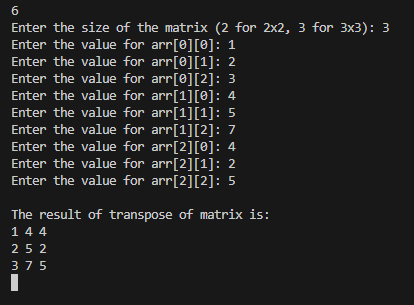 6
Enter the size of the matrix (2 for 2x2, 3 for 3x3): 3
Enter the value for arr[0][0]: 1
Enter the value for arr[0][1]: 2
Enter the value for arr[0][2]: 3
Enter the value for arr[1][0]: 4
Enter the value for arr[1][1]: 5
Enter the value for arr[1][2]: 7
Enter the value for arr[2][0]: 4
Enter the value for arr[2][1]: 2
Enter the value for arr[2][2]: 5

The result of transpose of matrix is:
1 4 4
2 5 2
3 7 5